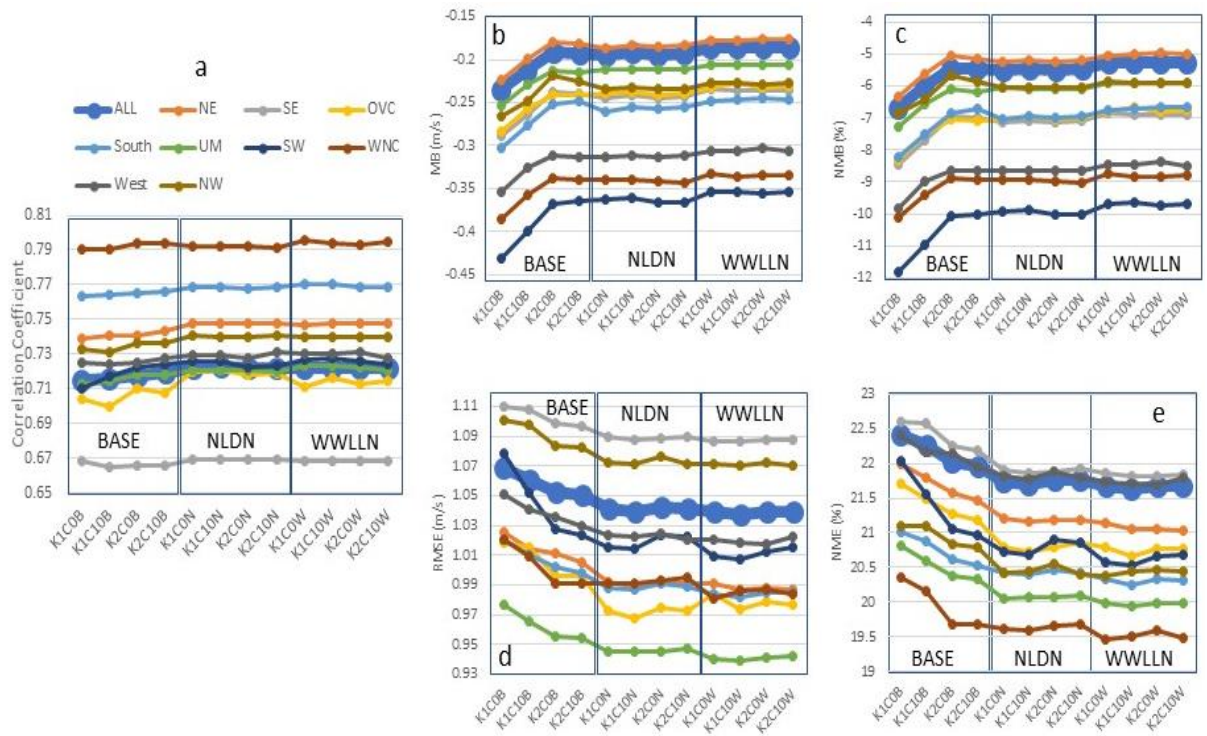 a
ALL NE SE OVC
South UM SW WNC
West NW
Correlation Coefficient
0.81
0.79
0.77
0.75
0.73
0.71
0.69
0.67
0.65
BASE NLDN WWLLN
K1C0B K1C10B K2C0B K2C10B K1C0N K1C10N K2C0N K2C10N K1C0W K1C10W K2C0W K2C10W
b
MB (m/s)
-0.15
-0.2
-0.25
-0.3
-0.35
-0.4
-0.45
BASE NLDN WWLLN
K1C0B K1C10B K2C0B K2C10B K1C0N K1C10N K2C0N K2C10N K1C0W K1C10W K2C0W K2C10W
c
NMB (%)
-4
-5
-6
-7
-8
-9
-10
-11
-12
BASE NLDN WWLLN
K1C0B K1C10B K2C0B K2C10B K1C0N K1C10N K2C0N K2C10N K1C0W K1C10W K2C0W K2C10W
RMSE (m/s)
1.11
1.09
1.07
1.05
1.03
1.01
0.99
0.97
0.95
0.93
BASE NLDN WWLLN
d
K1C0B K1C10B K2C0B K2C10B K1C0N K1C10N K2C0N K2C10N K1C0W K1C10W K2C0W K2C10W
e
NME (%)
23
22.5
22
21.5
21
20.5
20
19.5
19
BASE NLDN WWLLN
K1C0B K1C10B K2C0B K2C10B K1C0N K1C10N K2C0N K2C10N K1C0W K1C10W K2C0W K2C10W